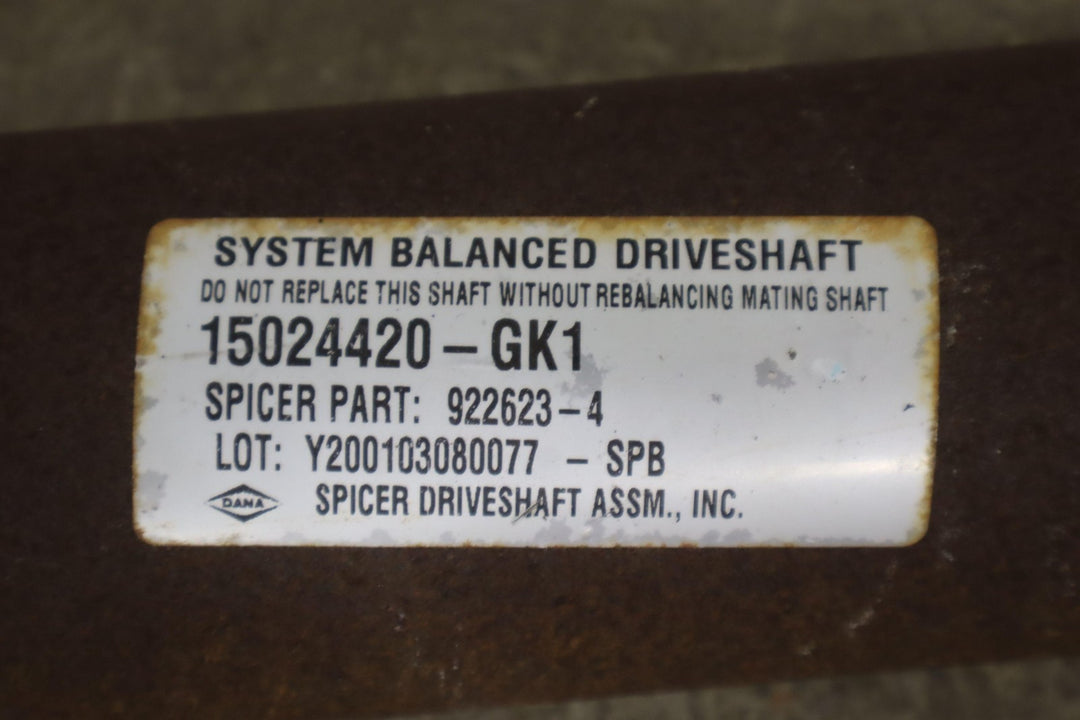 SYSTEM BALANCED DRIVESHAFT
DO NOT REPLACE THIS SHAFT WITHOUT REBALANCING MATING SHAFT
15024420-GK1
SPICER PART: 922623-4
LOT: Y200103080077 - SPB
DANA SPICER DRIVESHAFT ASSM., INC.